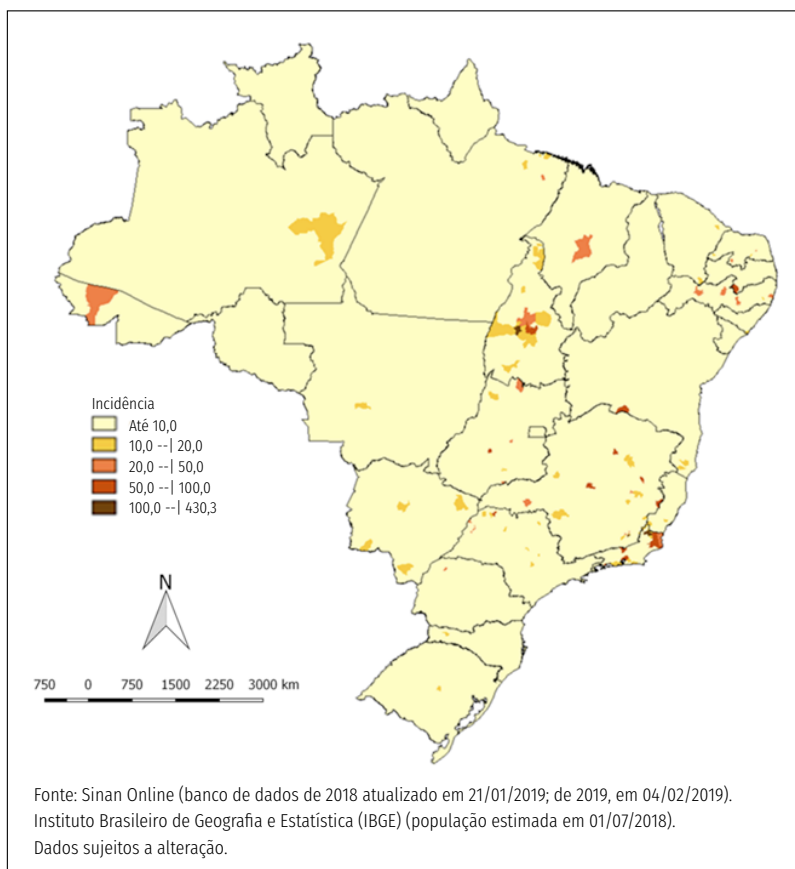 Incidência
Até 10,0
10,0 --| 20,0
20,0 --| 50,0
50,0 --| 100,0
100,0 --| 430,3
N
750 0 750 1500 2250 3000 km
Fonte: Sinan Online (banco de dados de 2018 atualizado em 21/01/2019; de 2019, em 04/02/2019).
Instituto Brasileiro de Geografia e Estatística (IBGE) (população estimada em 01/07/2018).
Dados sujeitos a alteração.